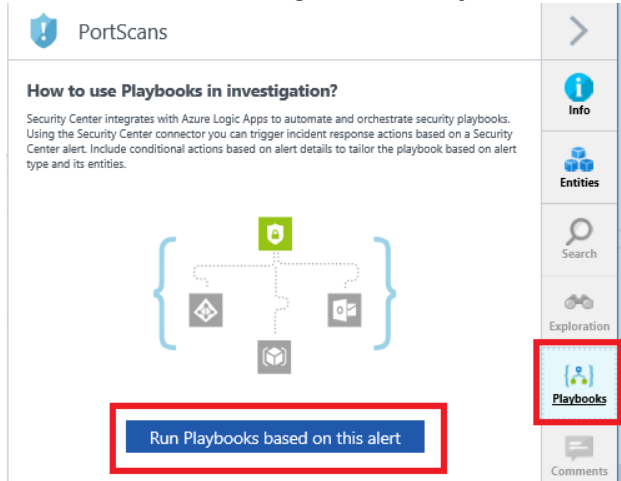 PortScans
How to use Playbooks in investigation?
Security Center integrates with Azure Logic Apps to automate and orchestrate security playbooks.
Using the Security Center connector you can trigger incident response actions based on a Security
Center alert. Include conditional actions based on alert details to tailor the playbook based on alert
type and its entities.
Run Playbooks based on this alert
Info
Entities
Search
Exploration
Playbooks
Comments